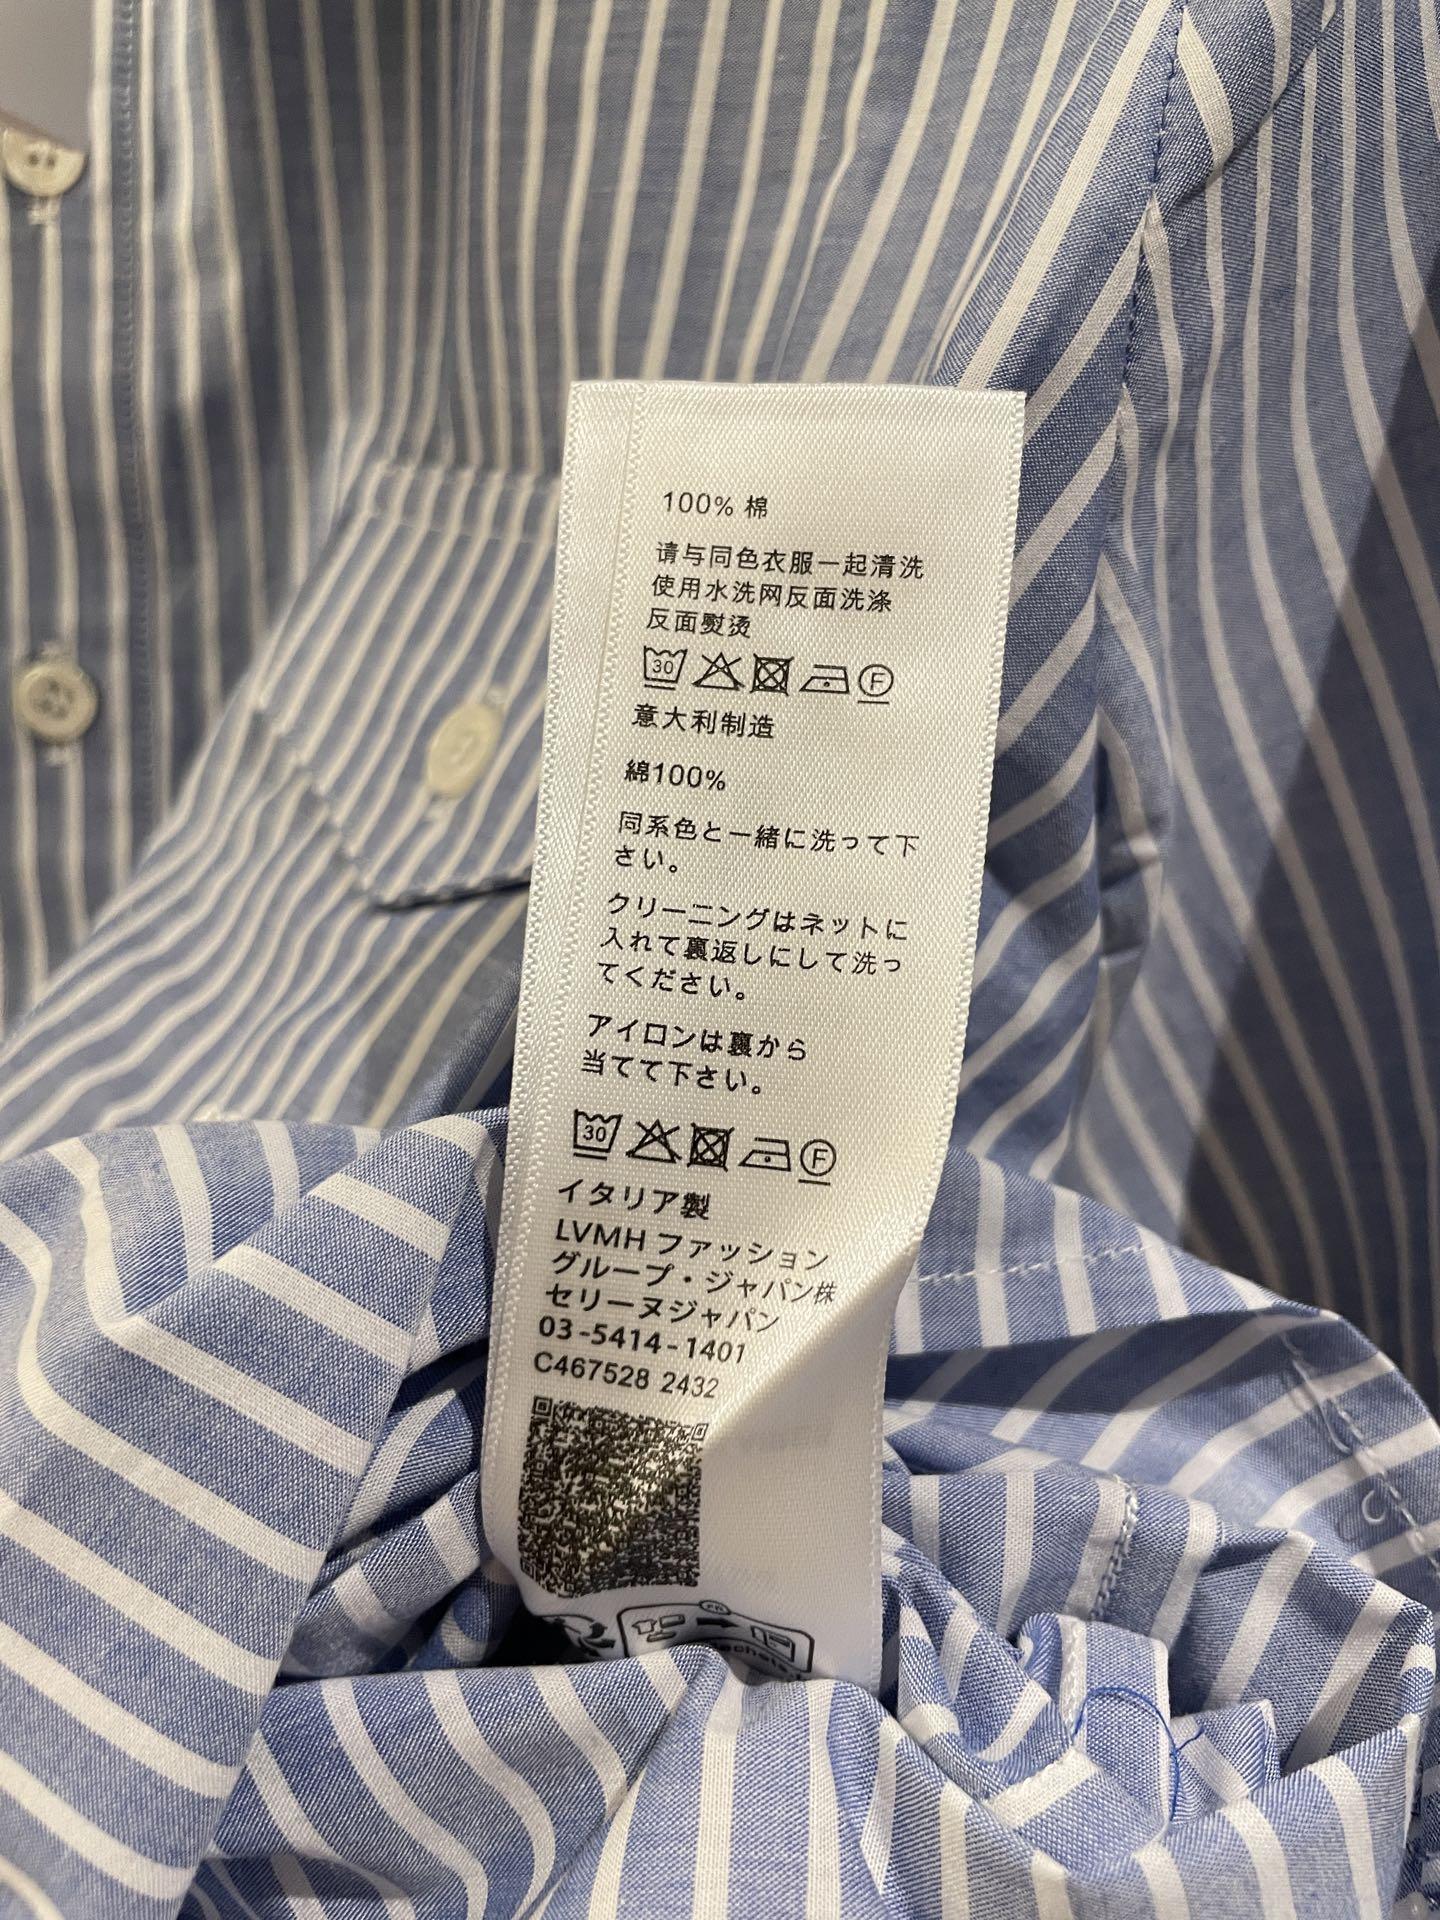 100% 棉
请与同色衣服一起清洗
使用水洗网反面洗涤
反面熨烫
30 F
意大利制造
綿100%
同系色と一緒に洗って下
さい。
クリーニングはネットに
入れて裏返しにして洗っ
てください。
アイロンは裏から
当てて下さい。
30 F
イタリア製
LVMH ファッション
グループ・ジャパン株
セリーヌジャパン
03-5414-1401
C467528 2432